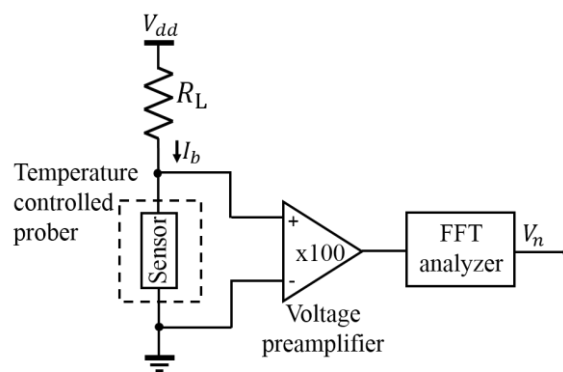 V_dd
R_L
I_b
Temperature
controlled
prober
Sensor
+
x100
-
Voltage
preamplifier
FFT
analyzer
V_n